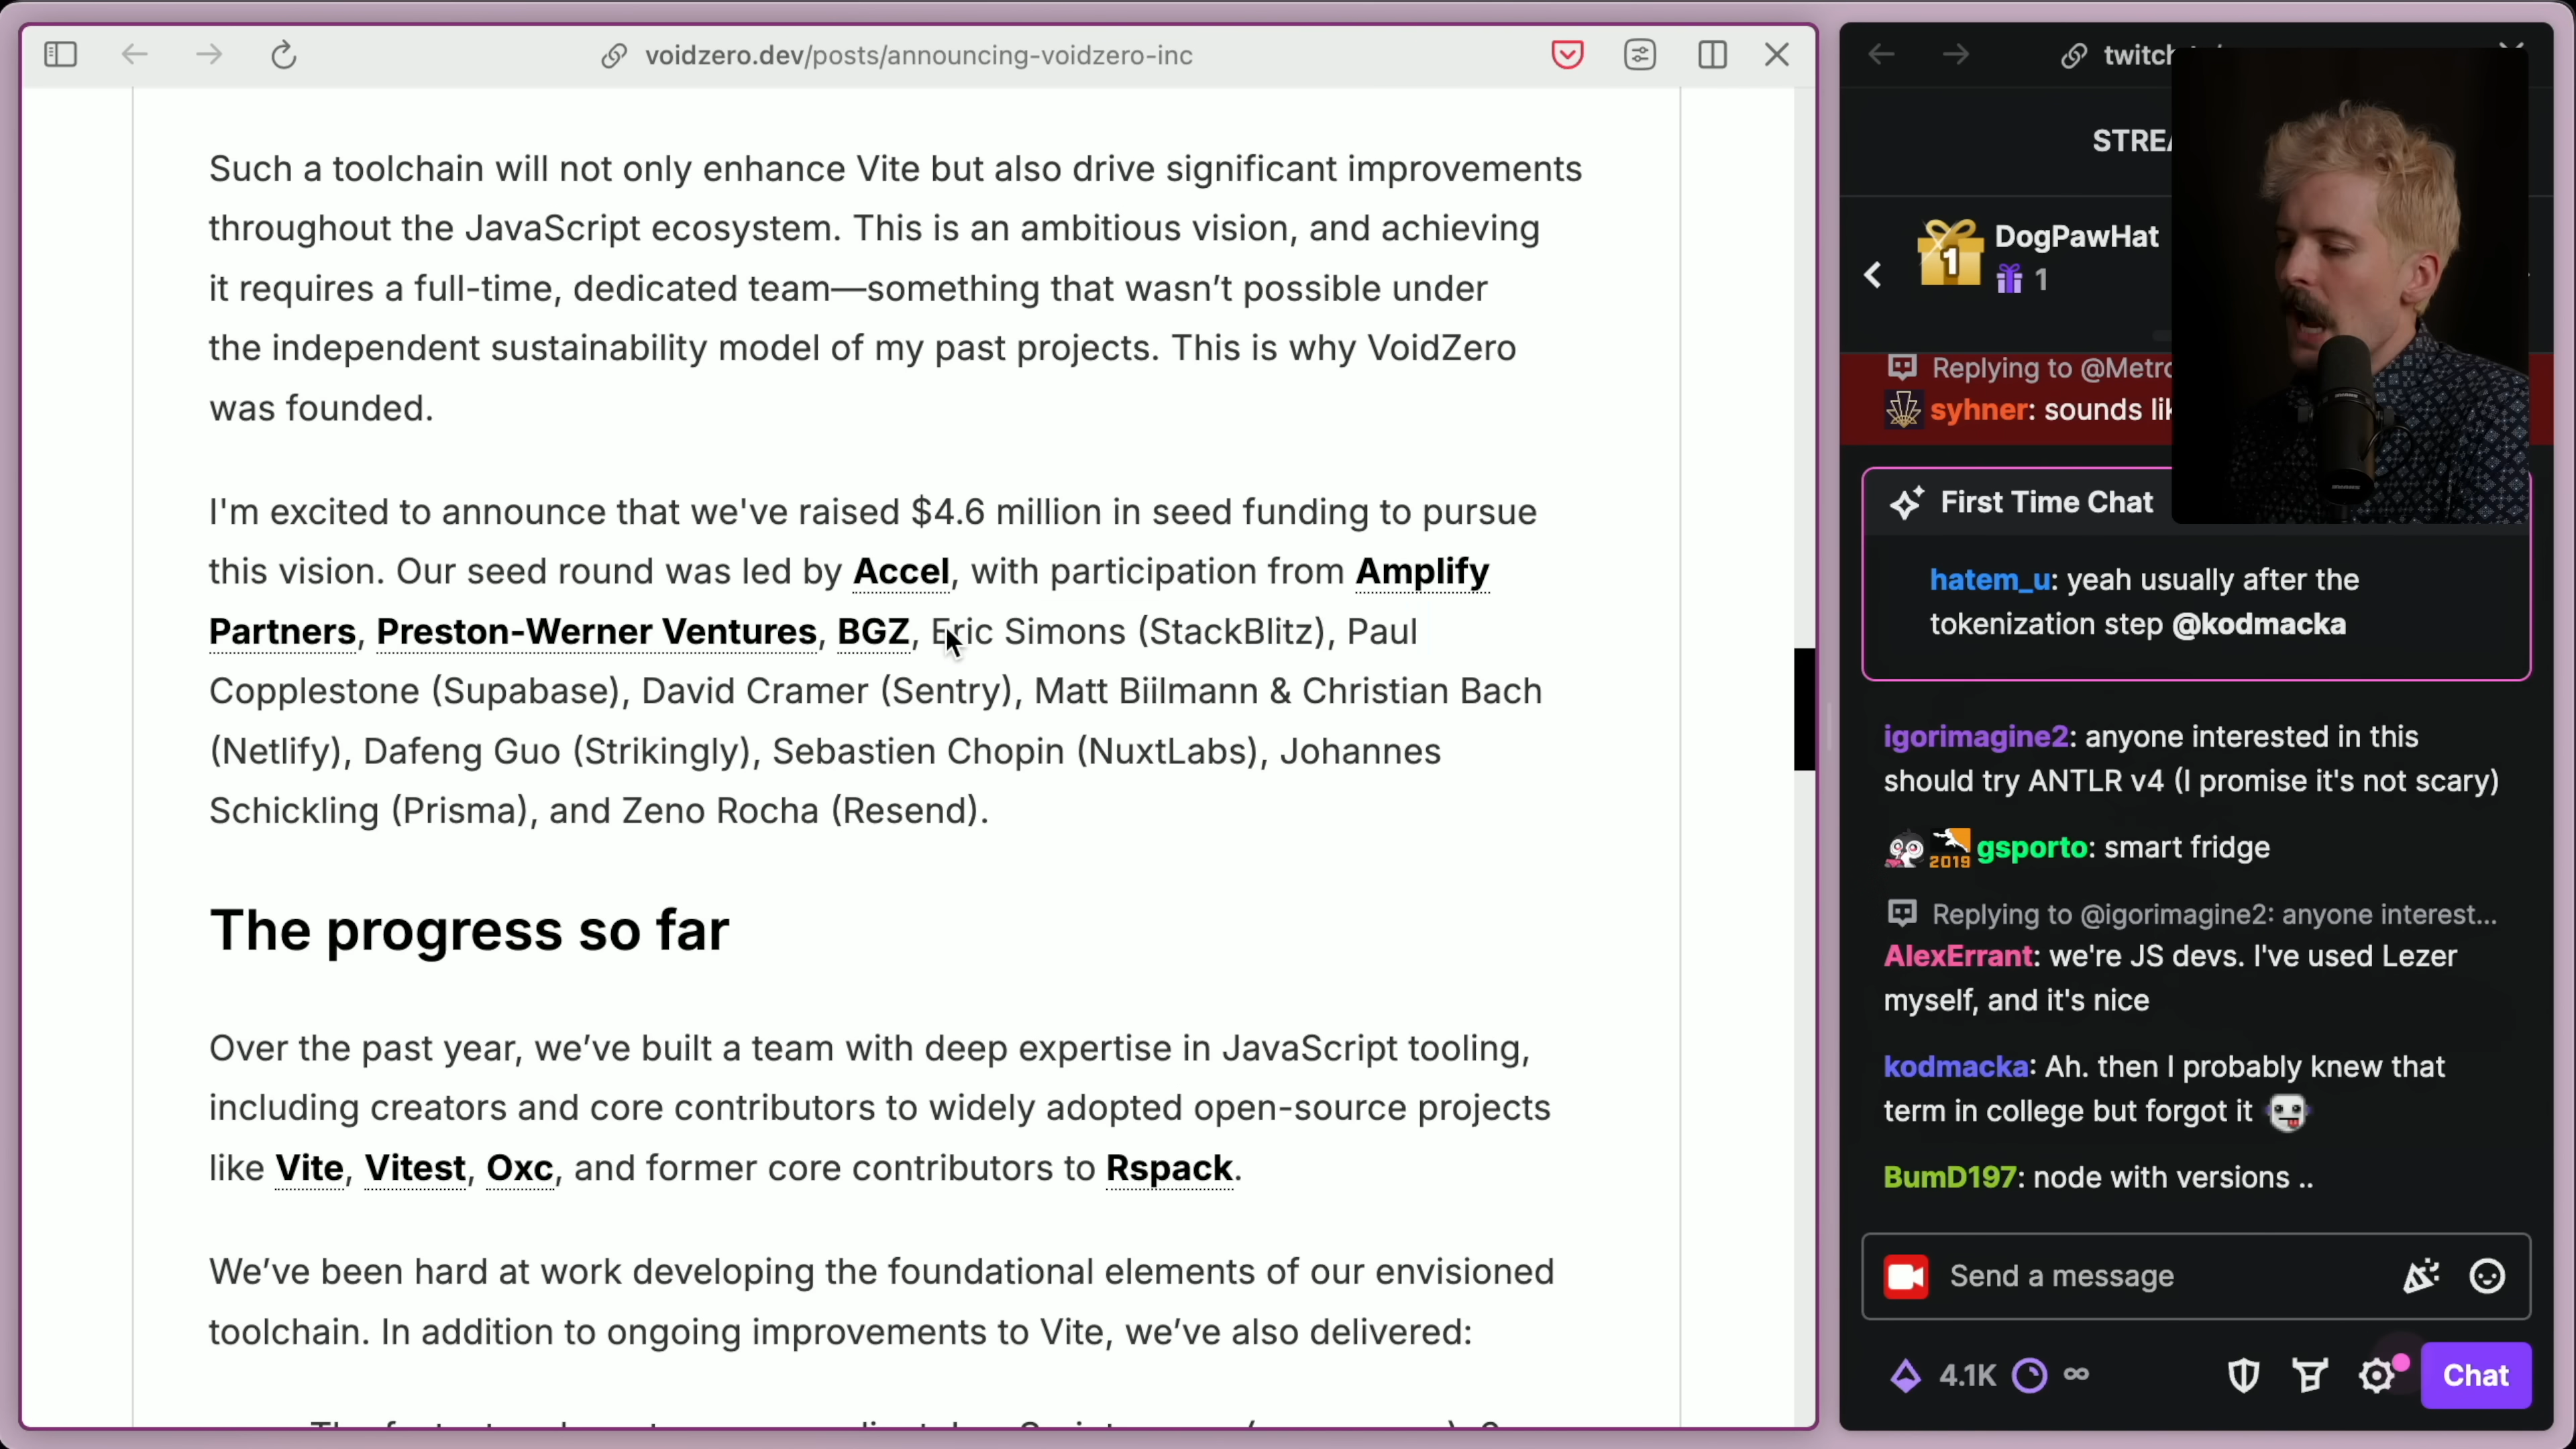 voidzero.dev/posts/announcing-voidzero-inc
Such a toolchain will not only enhance Vite but also drive significant improvements
throughout the JavaScript ecosystem. This is an ambitious vision, and achieving
it requires a full-time, dedicated team—something that wasn’t possible under
the independent sustainability model of my past projects. This is why VoidZero
was founded.
I'm excited to announce that we've raised $4.6 million in seed funding to pursue
this vision. Our seed round was led by Accel, with participation from Amplify
Partners, Preston-Werner Ventures, BGZ, Eric Simons (StackBlitz), Paul
Copplestone (Supabase), David Cramer (Sentry), Matt Biilmann & Christian Bach
(Netlify), Dafeng Guo (Strikingly), Sebastien Chopin (NuxtLabs), Johannes
Schickling (Prisma), and Zeno Rocha (Resend).
The progress so far
Over the past year, we’ve built a team with deep expertise in JavaScript tooling,
including creators and core contributors to widely adopted open-source projects
like Vite, Vitest, Oxc, and former core contributors to Rspack.
We’ve been hard at work developing the foundational elements of our envisioned
toolchain. In addition to ongoing improvements to Vite, we’ve also delivered:
twitch
STREA
1
DogPawHat
1
Replying to @Metro
syhner: sounds lik
First Time Chat
hatem_u: yeah usually after the
tokenization step @kodmacka
igorimagine2: anyone interested in this
should try ANTLR v4 (I promise it's not scary)
2019 gsporto: smart fridge
Replying to @igorimagine2: anyone interest...
AlexErrant: we're JS devs. I've used Lezer
myself, and it's nice
kodmacka: Ah. then I probably knew that
term in college but forgot it
BumD197: node with versions ..
Send a message
4.1K ∞
Chat